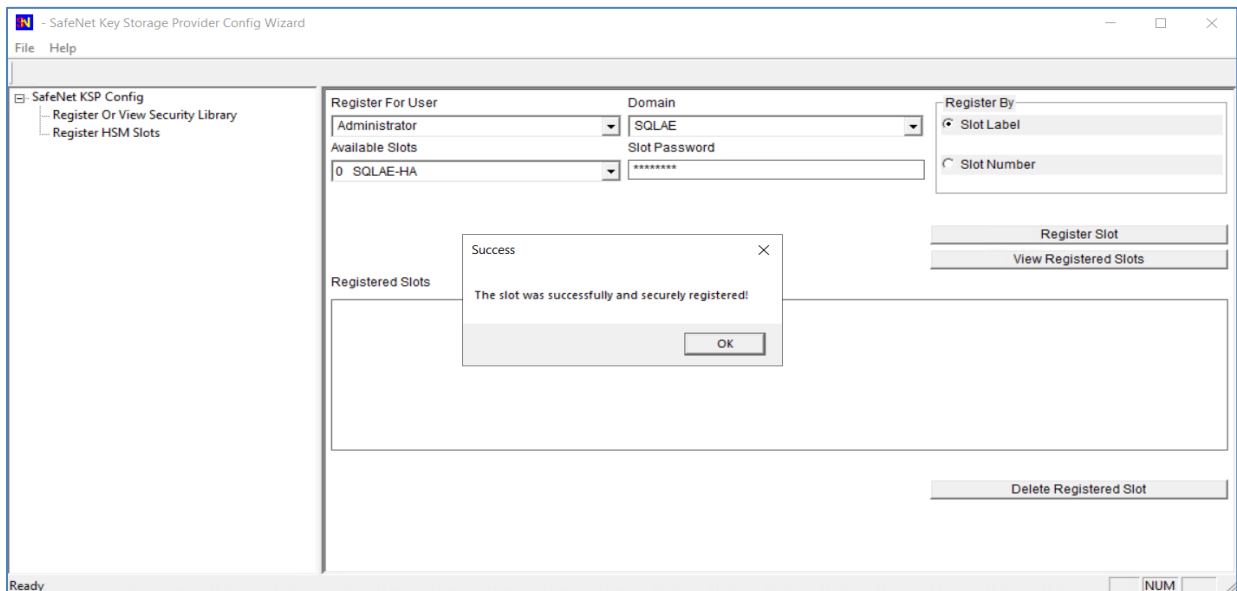 - SafeNet Key Storage Provider Config Wizard
File Help
SafeNet KSP Config
Register Or View Security Library
Register HSM Slots
Register For User
Domain
Register By
Administrator
SQLAE
Slot Label
Available Slots
Slot Password
0 SQLAE-HA
********
Slot Number
Register Slot
View Registered Slots
Success
The slot was successfully and securely registered!
OK
Registered Slots
Delete Registered Slot
Ready
NUM